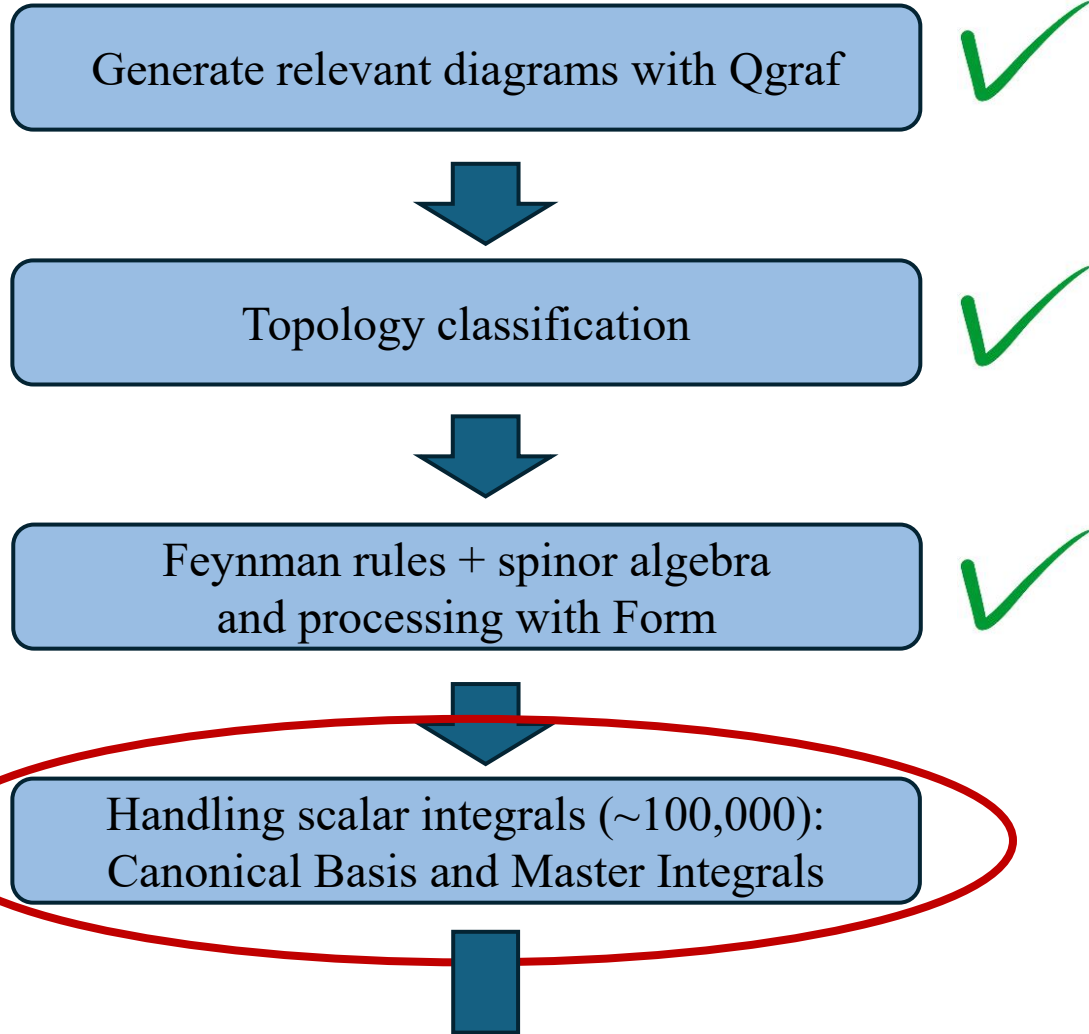 Generate relevant diagrams with Qgraf
Topology classification
Feynman rules + spinor algebra
and processing with Form
Handling scalar integrals (~100,000):
Canonical Basis and Master Integrals